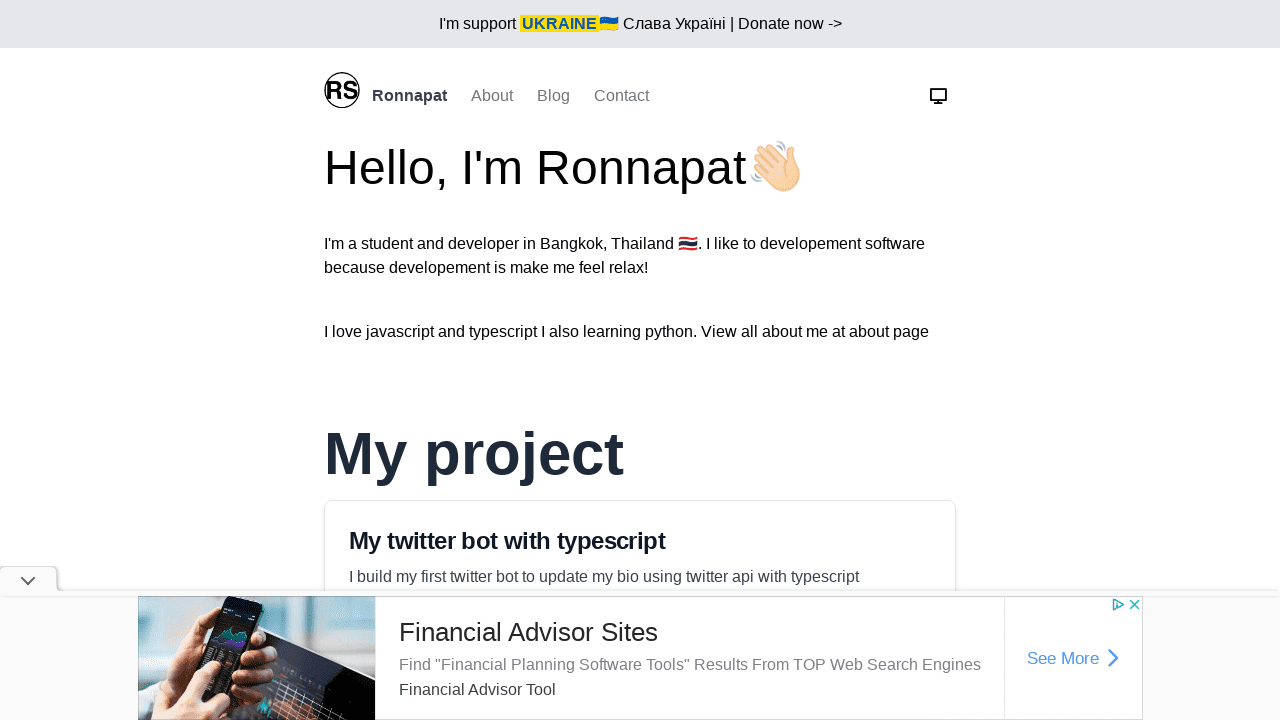 I'm support UKRAINE🇺🇦 Слава Україні | Donate now ->
RS Ronnapat About Blog Contact
Hello, I'm Ronnapat👋🏻
I'm a student and developer in Bangkok, Thailand 🇹🇭. I like to developement software
because developement is make me feel relax!
I love javascript and typescript I also learning python. View all about me at about page
My project
My twitter bot with typescript
I build my first twitter bot to update my bio using twitter api with typescript
Financial Advisor Sites
Find "Financial Planning Software Tools" Results From TOP Web Search Engines
Financial Advisor Tool
See More